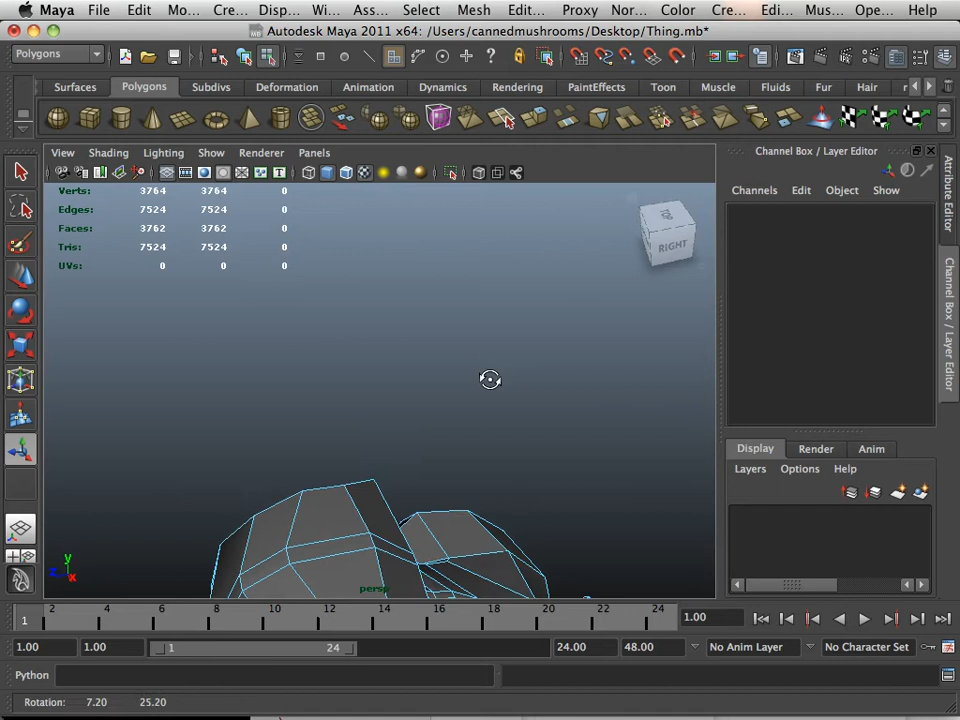 Maya File Edit Mo... Cre... Disp... Wi... Ass... Select Mesh Edit... Proxy Nor... Color Cre... Edi... Mus... Ope... Help
Autodesk Maya 2011 x64: /Users/cannedmushrooms/Desktop/Thing.mb*
Polygons
Surfaces Polygons Subdivs Deformation Animation Dynamics Rendering PaintEffects Toon Muscle Fluids Fur Hair
View Shading Lighting Show Renderer Panels
Channel Box / Layer Editor
Channels Edit Object Show
Verts: 3764 3764 0
Edges: 7524 7524 0
Faces: 3762 3762 0
Tris: 7524 7524 0
UVs: 0 0 0
TOP
RIGHT
Attribute Editor
Channel Box / Layer Editor
Display Render Anim
Layers Options Help
y
z
x
persp
1 2 4 6 8 10 12 14 16 18 20 22 24 1.00
1.00 1.00 1 24 24.00 48.00 No Anim Layer No Character Set
Python
Rotation: 7.20 25.20